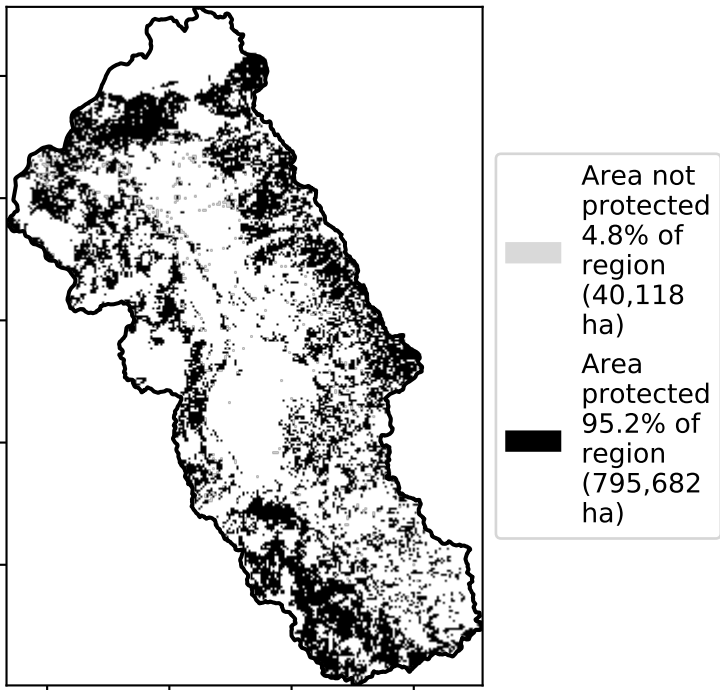 Area not
protected
4.8% of
region
(40,118
ha)
Area
protected
95.2% of
region
(795,682
ha)